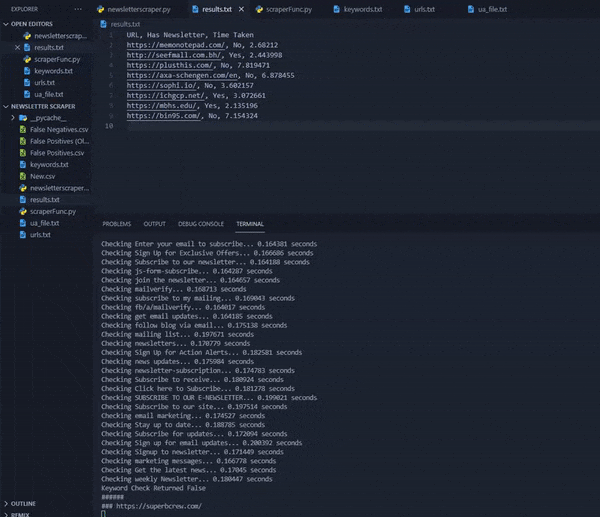 EXPLORER
newsletterscraper.py
results.txt
scraperFunc.py
keywords.txt
urls.txt
ua_file.txt
OPEN EDITORS
newsletterscrap...
results.txt
scraperFunc.py
keywords.txt
urls.txt
ua_file.txt
NEWSLETTER SCRAPER
__pycache__
False Negatives.csv
False Positives (Ol...
False Positives.csv
keywords.txt
New.csv
newsletterscraper...
results.txt
scraperFunc.py
ua_file.txt
urls.txt
OUTLINE
results.txt
1 URL, Has Newsletter, Time Taken
2 https://memonotepad.com/, No, 2.68212
3 http://seefmall.com.bh/, Yes, 2.443998
4 https://plusthis.com/, No, 7.819471
5 https://axa-schengen.com/en, No, 6.878455
6 https://sophi.io/, No, 3.602157
7 https://ichgcp.net/, Yes, 3.072661
8 https://mbhs.edu/, Yes, 2.135196
9 https://bin95.com/, No, 7.154324
10
PROBLEMS OUTPUT DEBUG CONSOLE TERMINAL
Checking Enter your email to subscribe... 0.164381 seconds
Checking Sign Up for Exclusive Offers... 0.166686 seconds
Checking Subscribe to our newsletter... 0.164188 seconds
Checking js-form-subscribe... 0.164287 seconds
Checking join the newsletter... 0.164657 seconds
Checking mailverify... 0.168713 seconds
Checking subscribe to my mailing... 0.169043 seconds
Checking fb/a/mailverify... 0.164017 seconds
Checking get email updates... 0.164185 seconds
Checking follow blog via email... 0.175138 seconds
Checking mailing list... 0.197671 seconds
Checking newsletters... 0.170779 seconds
Checking Sign Up for Action Alerts... 0.182581 seconds
Checking news updates... 0.175984 seconds
Checking newsletter-subscription... 0.174783 seconds
Checking Subscribe to receive... 0.180924 seconds
Checking Click here to Subscribe... 0.181278 seconds
Checking SUBSCRIBE TO OUR E-NEWSLETTER... 0.199021 seconds
Checking Subscribe to our site... 0.197514 seconds
Checking email marketing... 0.174527 seconds
Checking Stay up to date... 0.188785 seconds
Checking Subscribe for updates... 0.172094 seconds
Checking Sign up for email updates... 0.200392 seconds
Checking Signup to newsletter... 0.171449 seconds
Checking marketing messages... 0.166778 seconds
Checking Get the latest news... 0.17045 seconds
Checking weekly Newsletter... 0.180447 seconds
Keyword Check Returned False
######
### https://superbcrew.com/